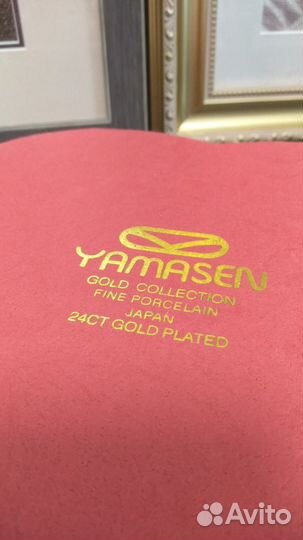 YAMASEN
GOLD COLLECTION
FINE PORCELAIN
JAPAN
24CT GOLD PLATED
Avito